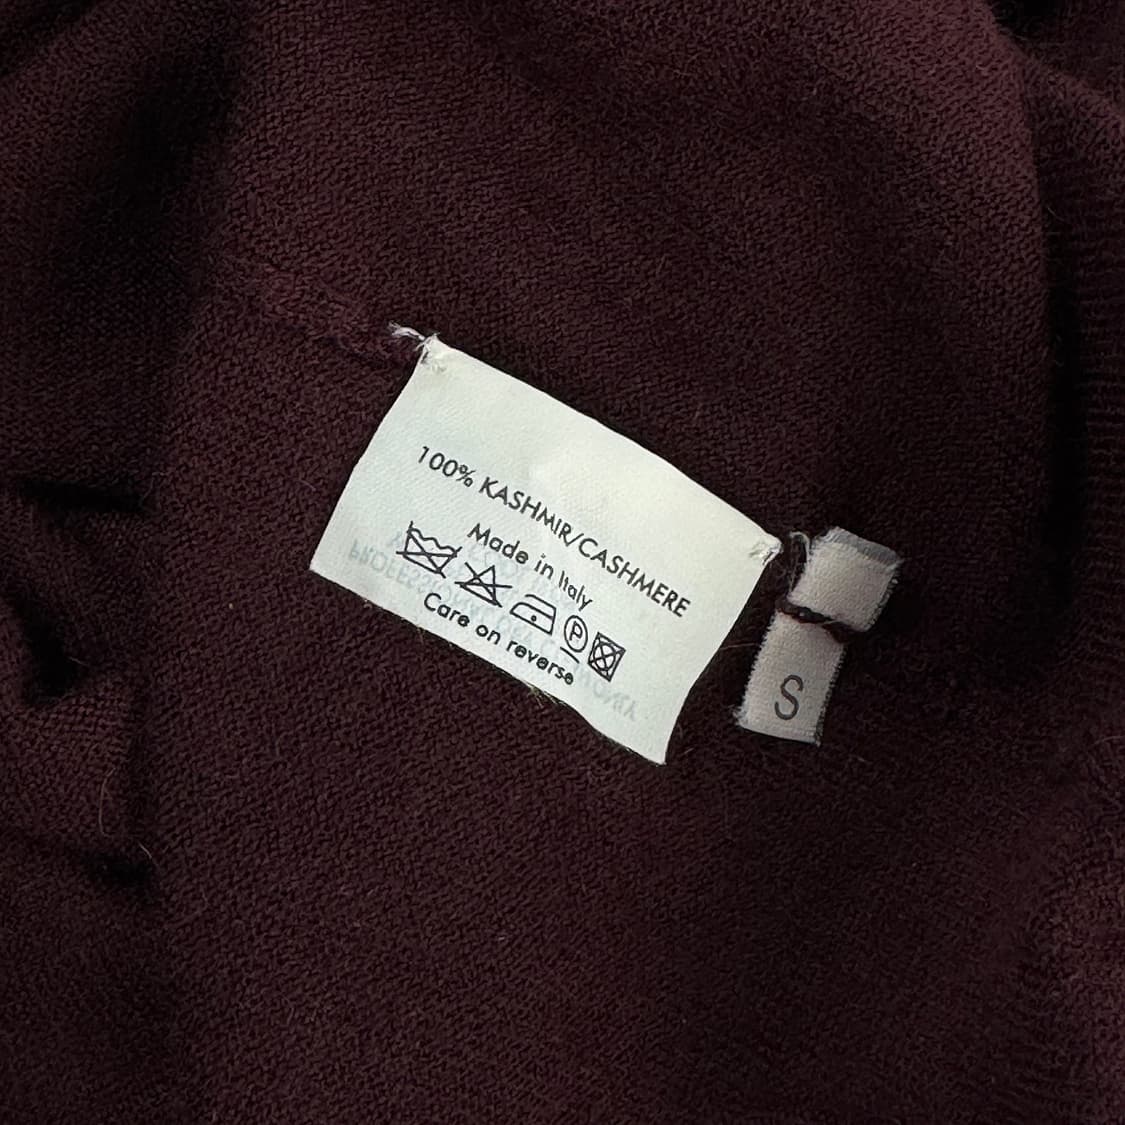 100% KASHMIR/CASHMERE
Made in Italy
P
Care on reverse
S